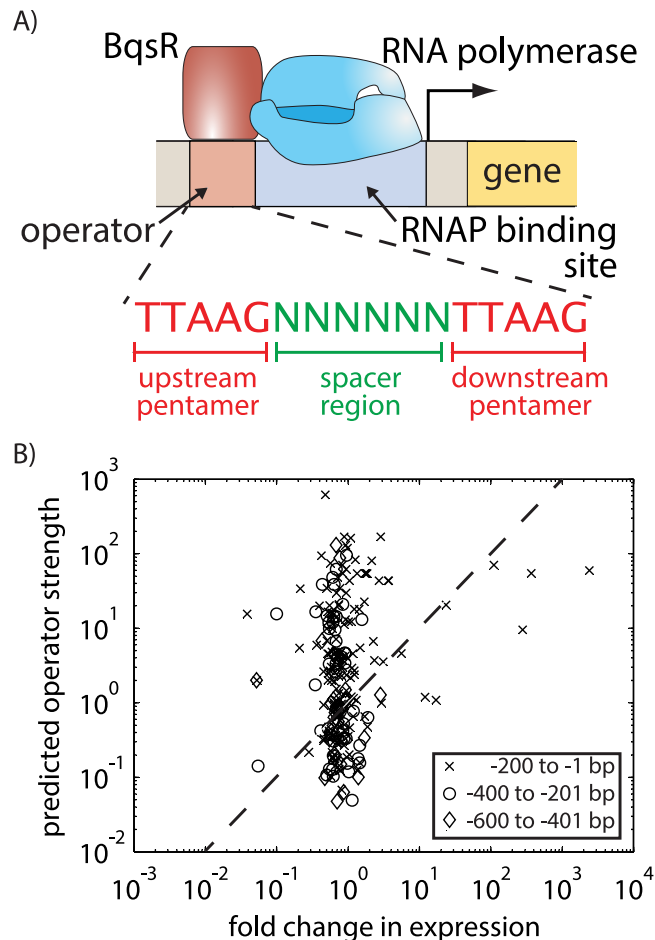 A)
BqsR
RNA polymerase
gene
operator
RNAP binding
site
TTAAGNNNNNNTTAAG
upstream
pentamer
spacer
region
downstream
pentamer
B)
predicted operator strength
10^3
10^2
10^1
10^0
10^-1
10^-2
-200 to -1 bp
-400 to -201 bp
-600 to -401 bp
10^-3 10^-2 10^-1 10^0 10^1 10^2 10^3 10^4
fold change in expression